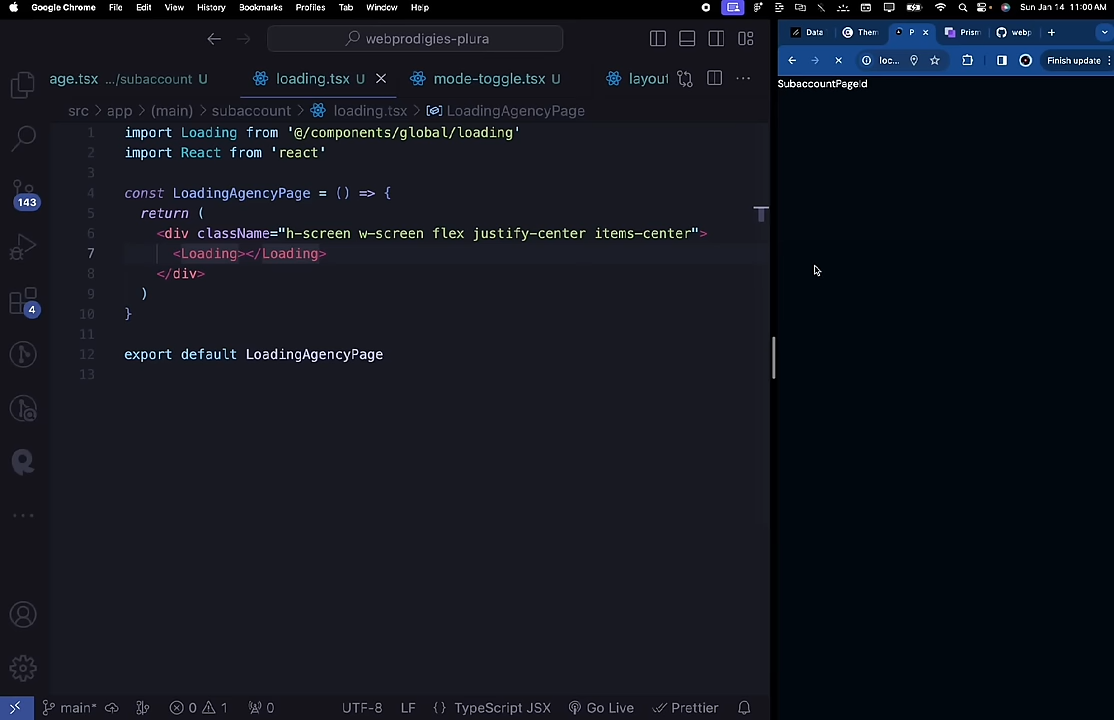 Google Chrome File Edit View History Bookmarks Profiles Tab Window Help Sun Jan 14 11:00 AM
webprodigies-plura
Data Them P Prism webp
age.tsx .../subaccount U loading.tsx U mode-toggle.tsx U layout
loc... Finish update
src > app > (main) > subaccount > loading.tsx > LoadingAgencyPage
SubaccountPageId
1 import Loading from '@/components/global/loading'
2 import React from 'react'
3
4 const LoadingAgencyPage = () => {
5 return (
6 <div className="h-screen w-screen flex justify-center items-center">
7 <Loading></Loading>
8 </div>
9 )
10 }
11
12 export default LoadingAgencyPage
13
143
4
main* 0 1 0 UTF-8 LF {} TypeScript JSX Go Live Prettier